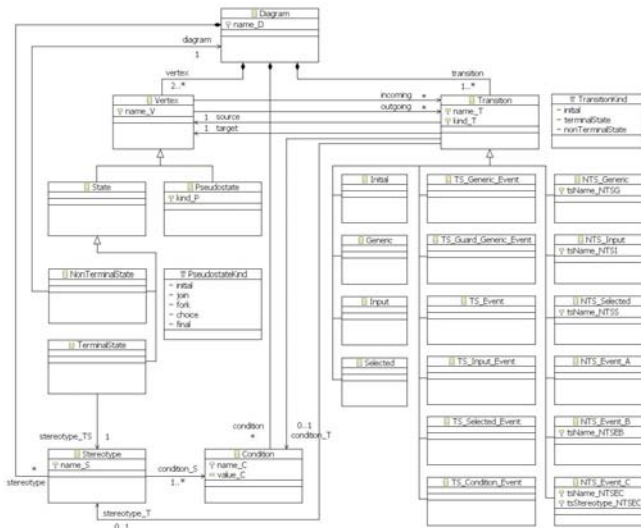 Diagram
name_D
diagram
1
vertex
2..*
transition
1..*
Vertex
name_V
incoming *
outgoing *
1 source
1 target
Transition
name_T
kind_T
TransitionKind
initial
terminalState
nonTerminalState
State
Pseudostate
kind_P
Initial
TS_Generic_Event
NTS_Generic
tsName_NTSG
Generic
TS_Guard_Generic_Event
NTS_Input
tsName_NTSI
NonTerminalState
PseudostateKind
initial
join
fork
choice
final
Input
TS_Event
NTS_Selected
tsName_NTSS
TerminalState
Selected
TS_Input_Event
NTS_Event_A
stereotype_TS
1
condition
*
0..1
condition_T
TS_Selected_Event
NTS_Event_B
tsName_NTSEB
Stereotype
name_S
condition_S
1..*
Condition
name_C
value_C
*
stereotype
TS_Condition_Event
NTS_Event_C
tsName_NTSEC
tsStereotype_NTSEC
stereotype_T
0..1